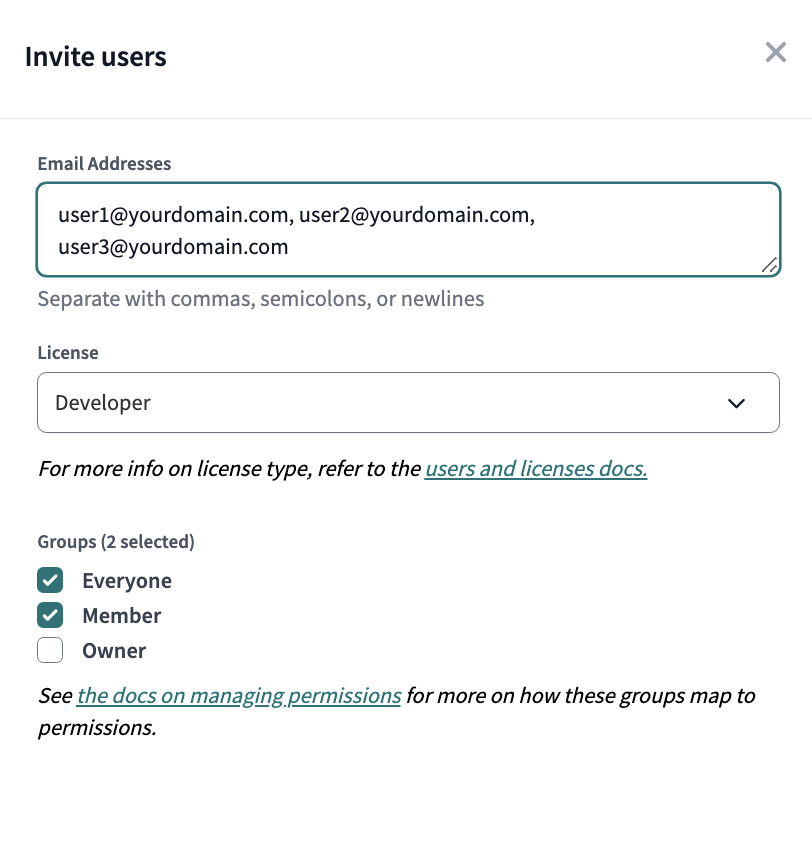 Invite users
Email Addresses
user1@yourdomain.com, user2@yourdomain.com,
user3@yourdomain.com
Separate with commas, semicolons, or newlines
License
Developer
For more info on license type, refer to the users and licenses docs.
Groups (2 selected)
Everyone
Member
Owner
See the docs on managing permissions for more on how these groups map to
permissions.